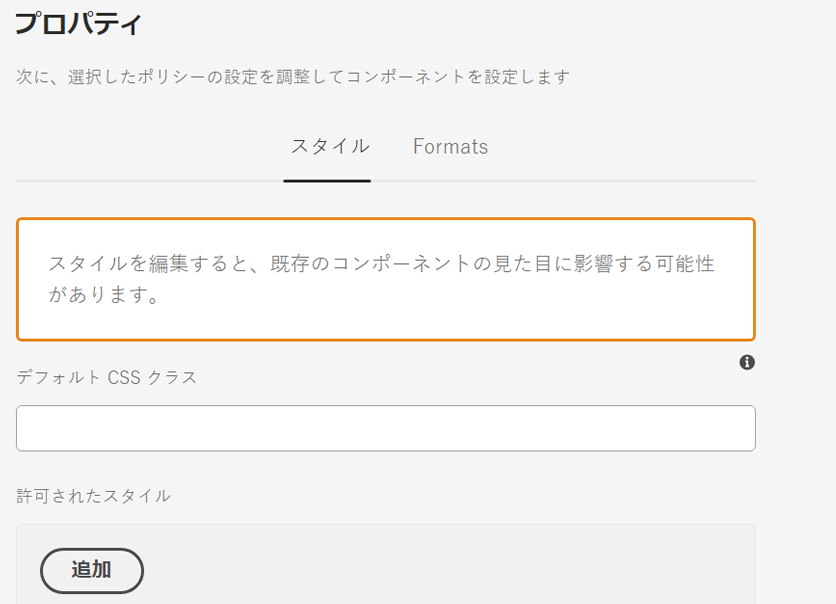 プロパティ
次に、選択したポリシーの設定を調整してコンポーネントを設定します
スタイル Formats
スタイルを編集すると、既存のコンポーネントの見た目に影響する可能性
があります。
デフォルト CSS クラス
許可されたスタイル
追加